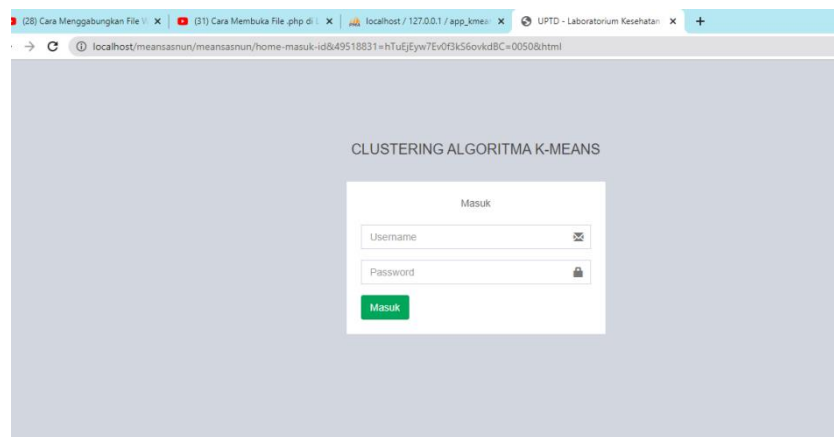 (28) Cara Menggabungkan File
(31) Cara Membuka File .php di
localhost / 127.0.0.1 / app_kmean
UPTD - Laboratorium Kesehatan
localhost/meansasnun/meansasnun/home-masuk-id&49518831=hTuEjEyw7Ev0f3kS6ovkdBC=0050&html
CLUSTERING ALGORITMA K-MEANS
Masuk
Username
Password
Masuk